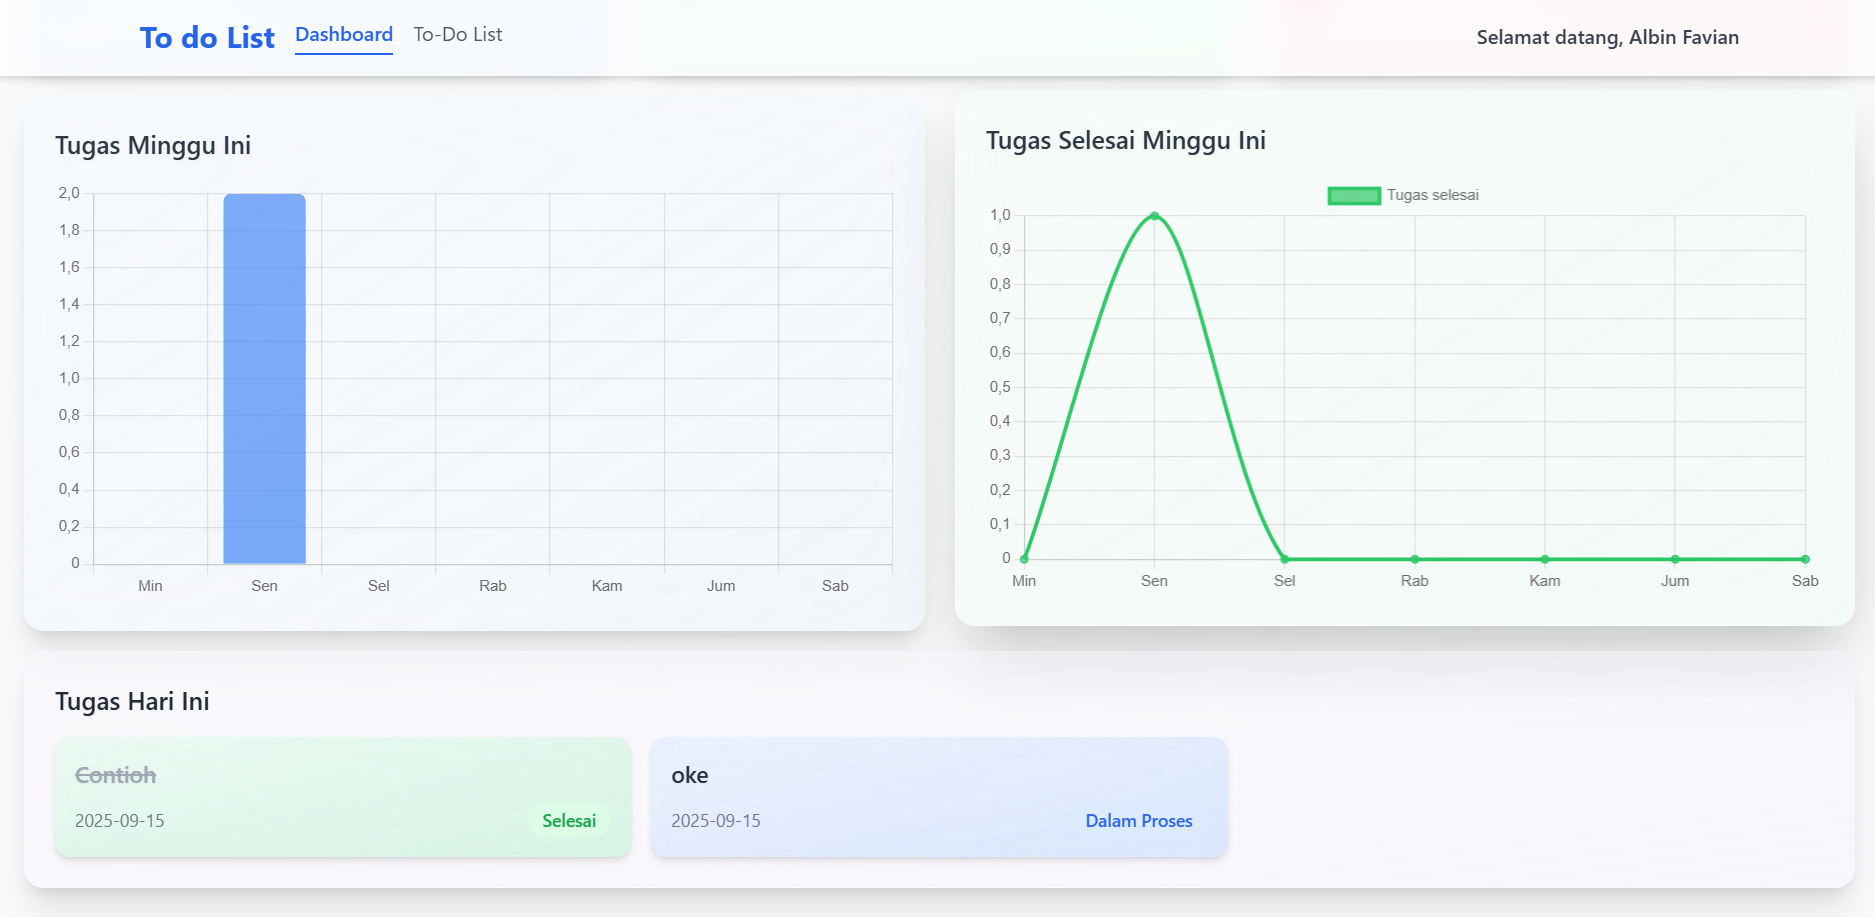 To do List
Dashboard
To-Do List
Selamat datang, Albin Favian
Tugas Minggu Ini
2,0
1,8
1,6
1,4
1,2
1,0
0,8
0,6
0,4
0,2
0
Min Sen Sel Rab Kam Jum Sab
Tugas Selesai Minggu Ini
Tugas selesai
1,0
0,9
0,8
0,7
0,6
0,5
0,4
0,3
0,2
0,1
0
Min Sen Sel Rab Kam Jum Sab
Tugas Hari Ini
Contioh
2025-09-15
Selesai
oke
2025-09-15
Dalam Proses